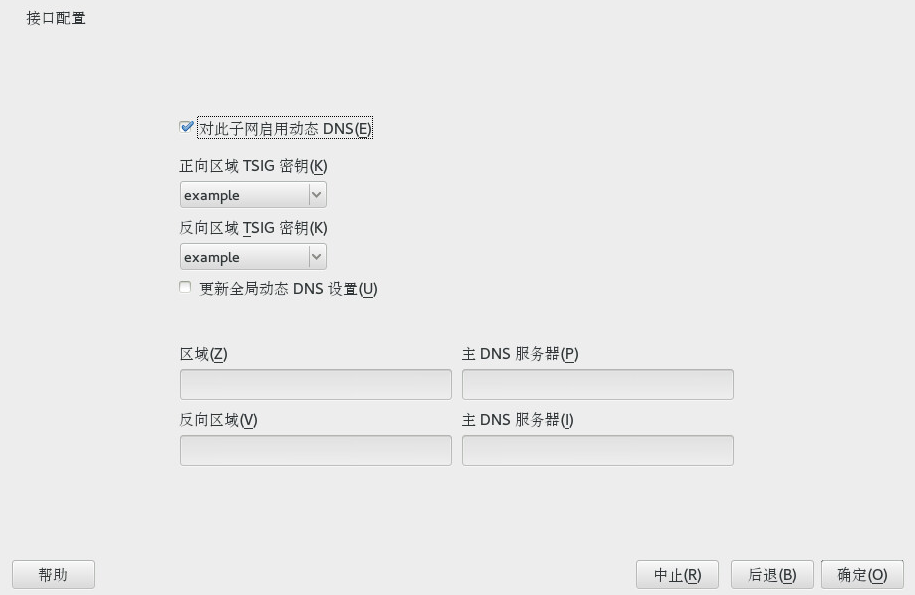 接口配置
对此子网启用动态 DNS(E)
正向区域 TSIG 密钥(K)
example
反向区域 TSIG 密钥(K)
example
更新全局动态 DNS 设置(U)
区域(Z)
主 DNS 服务器(P)
反向区域(V)
主 DNS 服务器(I)
帮助
中止(R)
后退(B)
确定(O)